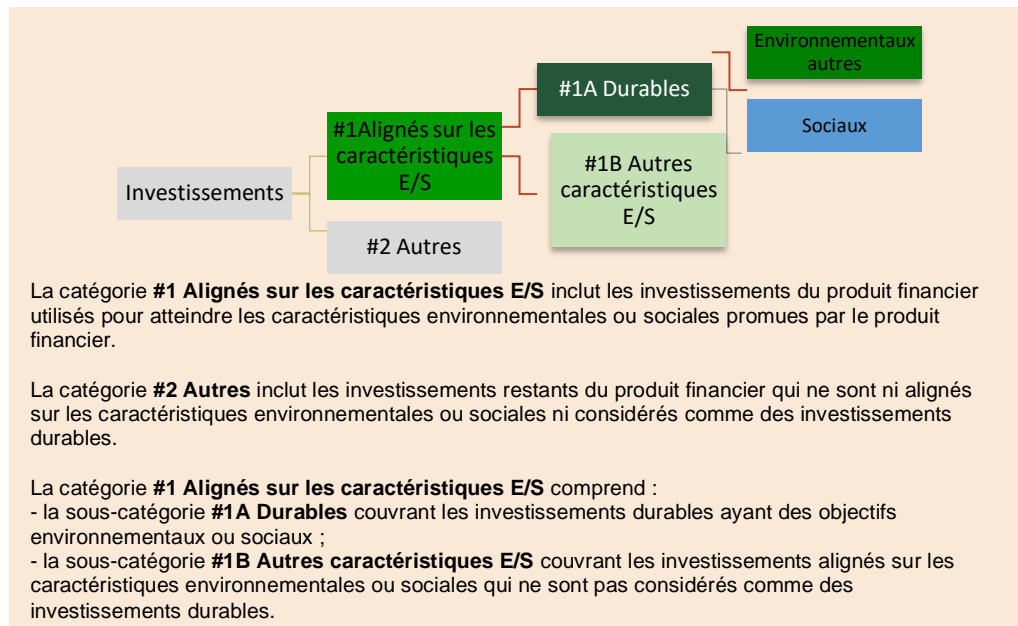 Environnementaux
autres
#1A Durables
#1Alignés sur les
caractéristiques
E/S
Sociaux
#1B Autres
caractéristiques
E/S
Investissements
#2 Autres
La catégorie #1 Alignés sur les caractéristiques E/S inclut les investissements du produit financier
utilisés pour atteindre les caractéristiques environnementales ou sociales promues par le produit
financier.
La catégorie #2 Autres inclut les investissements restants du produit financier qui ne sont ni alignés
sur les caractéristiques environnementales ou sociales ni considérés comme des investissements
durables.
La catégorie #1 Alignés sur les caractéristiques E/S comprend :
- la sous-catégorie #1A Durables couvrant les investissements durables ayant des objectifs
environnementaux ou sociaux ;
- la sous-catégorie #1B Autres caractéristiques E/S couvrant les investissements alignés sur les
caractéristiques environnementales ou sociales qui ne sont pas considérés comme des
investissements durables.